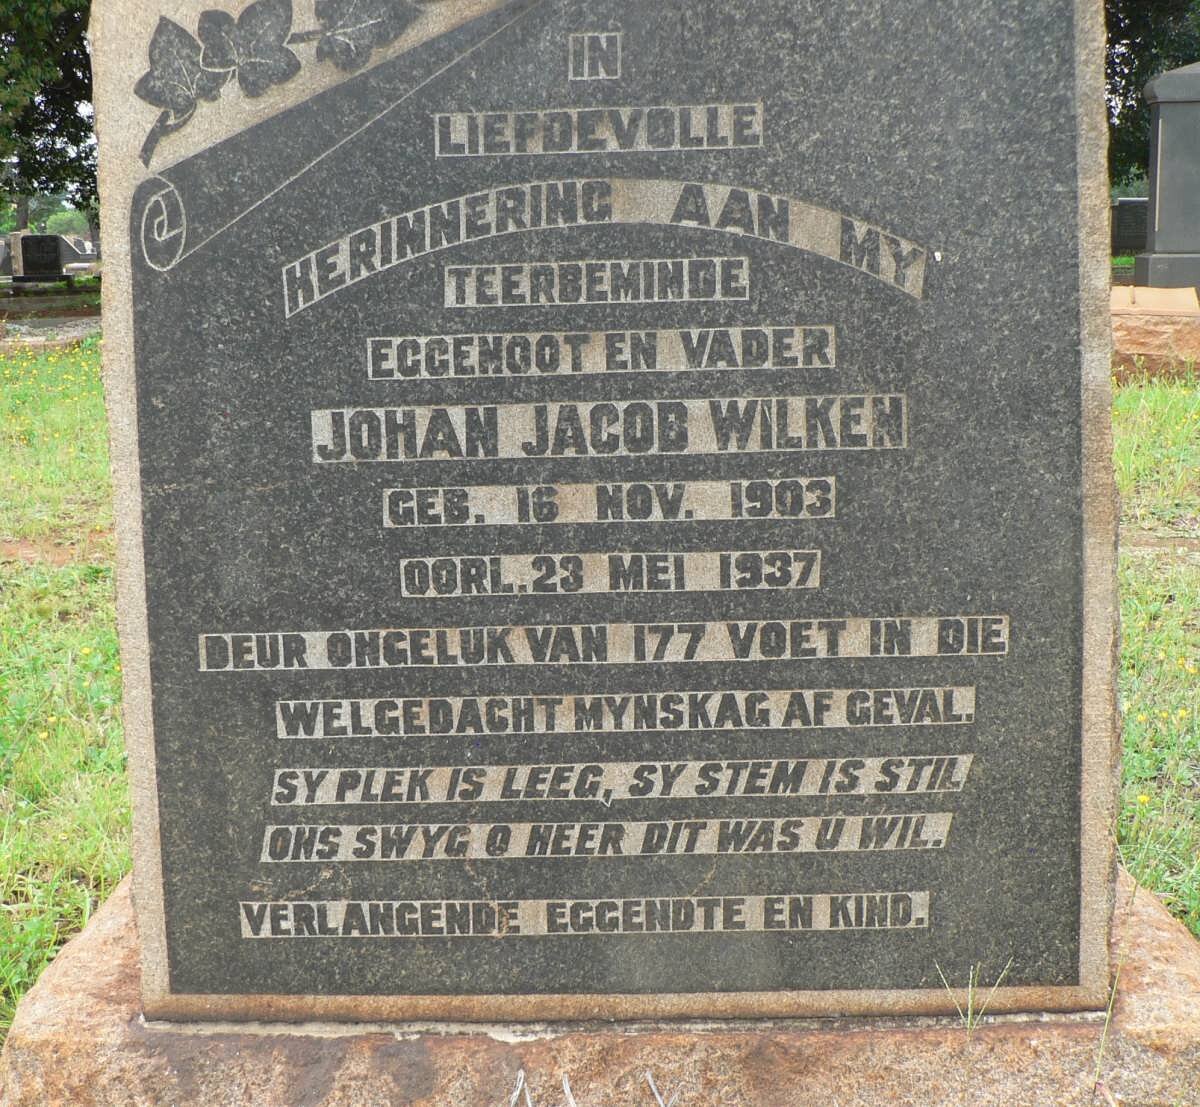 IN
LIEFDEVOLLE
HERINNERING AAN MY
TEERBEMINDE
EGGENOOT EN VADER
JOHAN JACOB WILKEN
GEB. 16 NOV. 1903
OORL. 23 MEI 1937
DEUR ONGELUK VAN 177 VOET IN DIE
WELGEDACHT MYNSKAG AF GEVAL.
SY PLEK IS LEEG, SY STEM IS STIL
ONS SWYG O HEER DIT WAS U WIL.
VERLANGENDE EGGENDTE EN KIND.